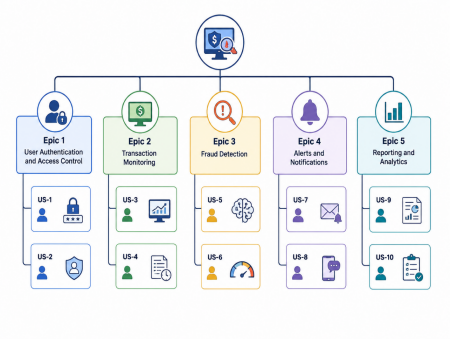 Epic 1
User Authentication
and Access Control
Epic 2
Transaction
Monitoring
Epic 3
Fraud Detection
Epic 4
Alerts and
Notifications
Epic 5
Reporting and
Analytics
US-1
US-3
US-5
US-7
US-9
US-2
US-4
US-6
US-8
US-10